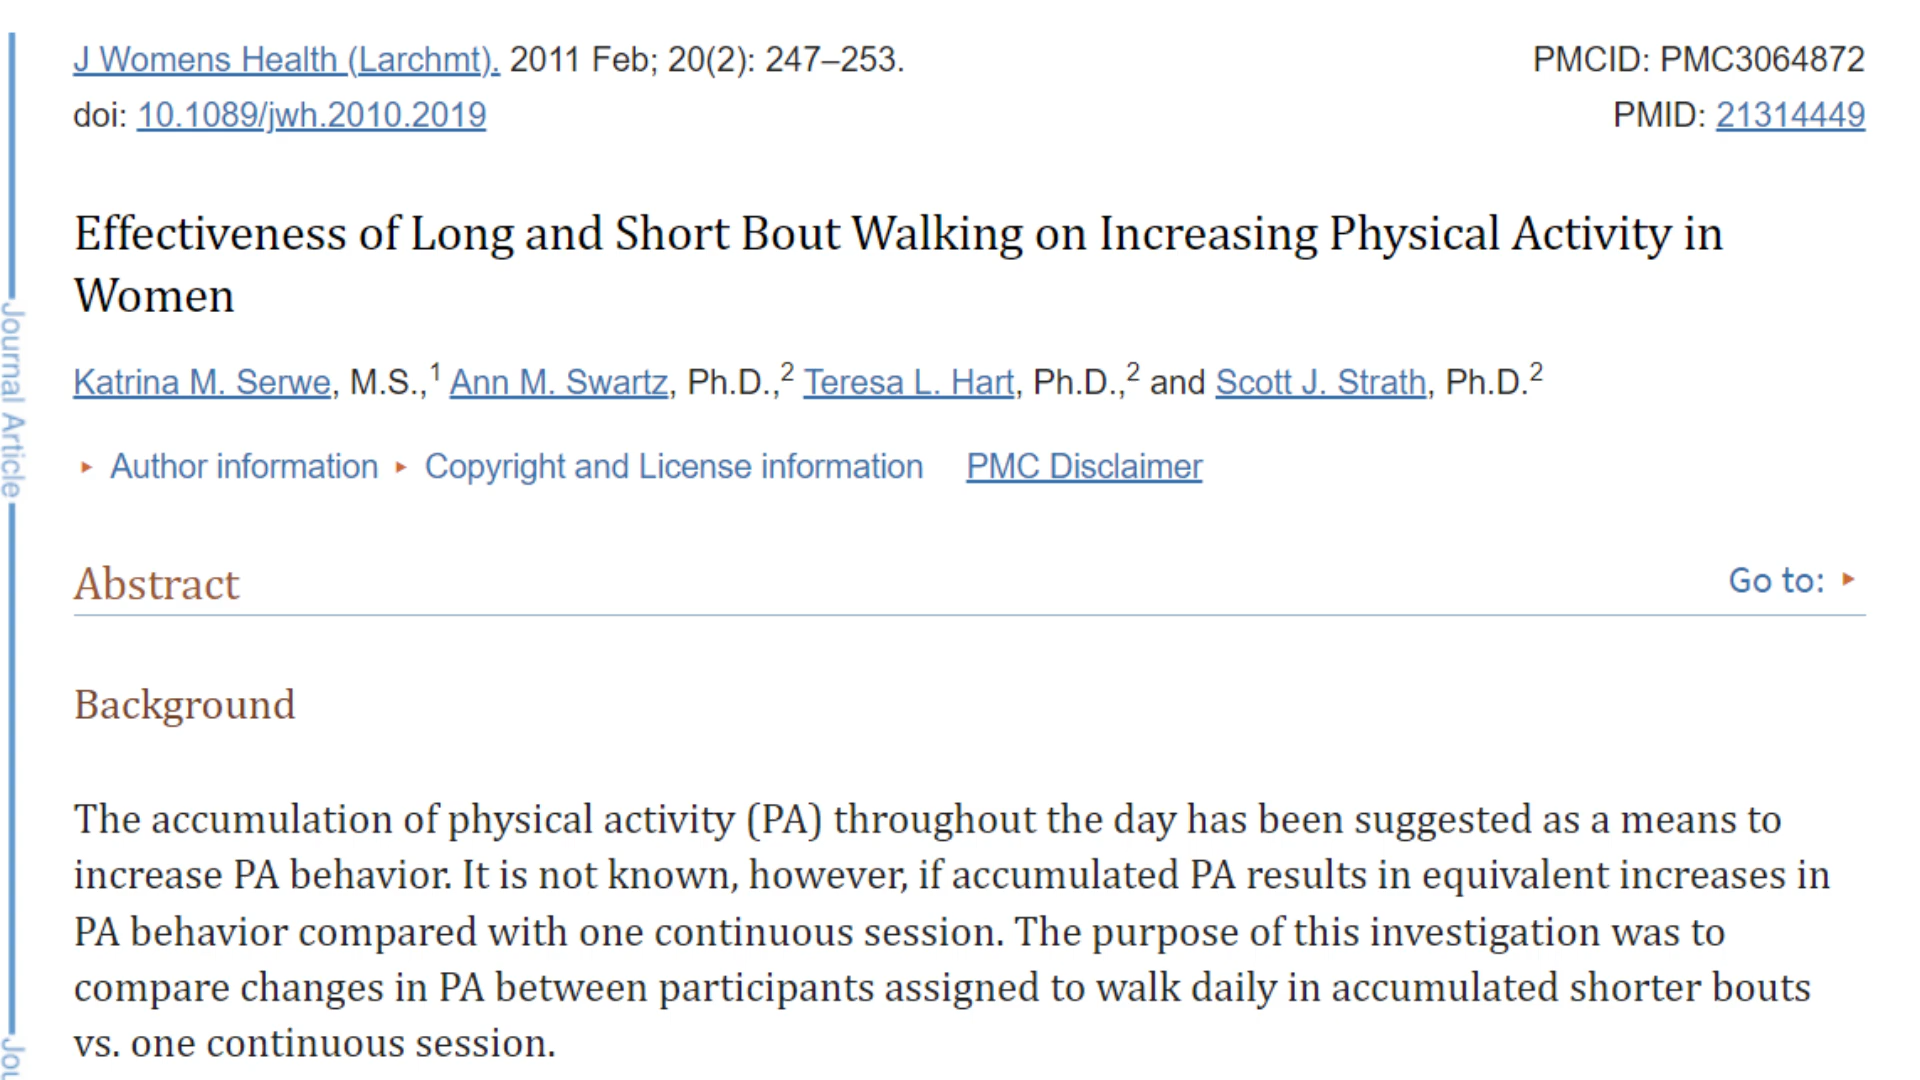 J Womens Health (Larchmt). 2011 Feb; 20(2): 247–253.
PMCID: PMC3064872
doi: 10.1089/jwh.2010.2019
PMID: 21314449
Effectiveness of Long and Short Bout Walking on Increasing Physical Activity in
Women
Katrina M. Serwe, M.S.,1 Ann M. Swartz, Ph.D.,2 Teresa L. Hart, Ph.D.,2 and Scott J. Strath, Ph.D.2
Author information
Copyright and License information
PMC Disclaimer
Abstract
Go to:
Background
The accumulation of physical activity (PA) throughout the day has been suggested as a means to
increase PA behavior. It is not known, however, if accumulated PA results in equivalent increases in
PA behavior compared with one continuous session. The purpose of this investigation was to
compare changes in PA between participants assigned to walk daily in accumulated shorter bouts
vs. one continuous session.
Journal Article
Jou